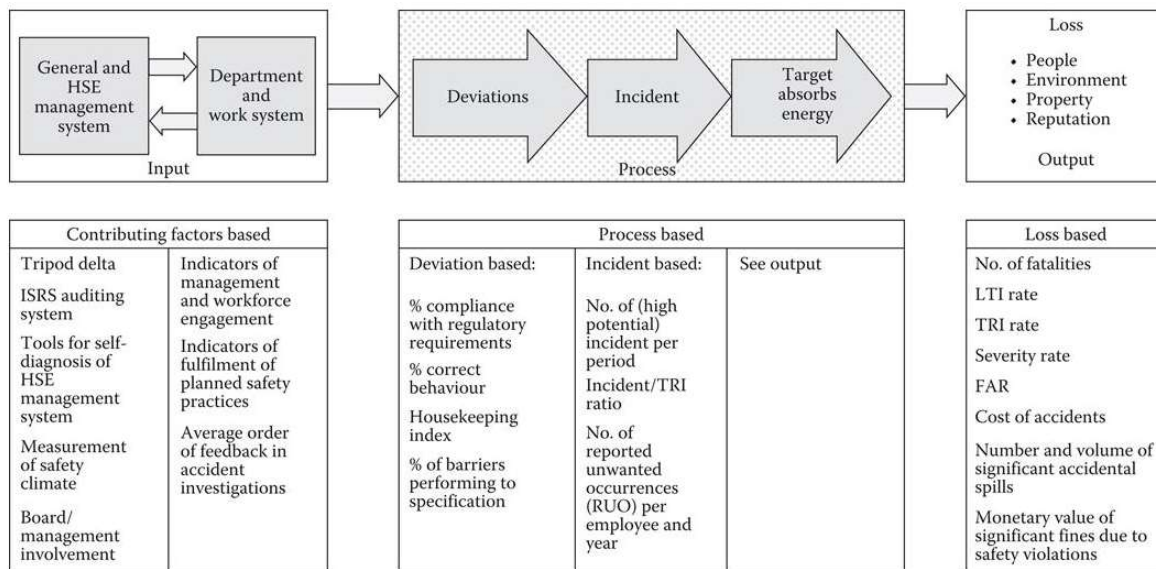 General and
HSE
management
system
Department
and
work system
Input
Deviations
Incident
Target
absorbs
energy
Process
Loss
• People
• Environment
• Property
• Reputation
Output
Contributing factors based
Tripod delta
ISRS auditing
system
Tools for self-
diagnosis of
HSE
management
system
Measurement
of safety
climate
Board/
management
involvement
Indicators of
management
and workforce
engagement
Indicators of
fulfilment of
planned safety
practices
Average order
of feedback in
accident
investigations
Process based
Deviation based:
% compliance
with regulatory
requirements
% correct
behaviour
Housekeeping
index
% of barriers
performing to
specification
Incident based:
No. of (high
potential)
incident per
period
Incident/TRI
ratio
No. of
reported
unwanted
occurrences
(RUO) per
employee and
year
See output
Loss based
No. of fatalities
LTI rate
TRI rate
Severity rate
FAR
Cost of accidents
Number and volume of
significant accidental
spills
Monetary value of
significant fines due to
safety violations